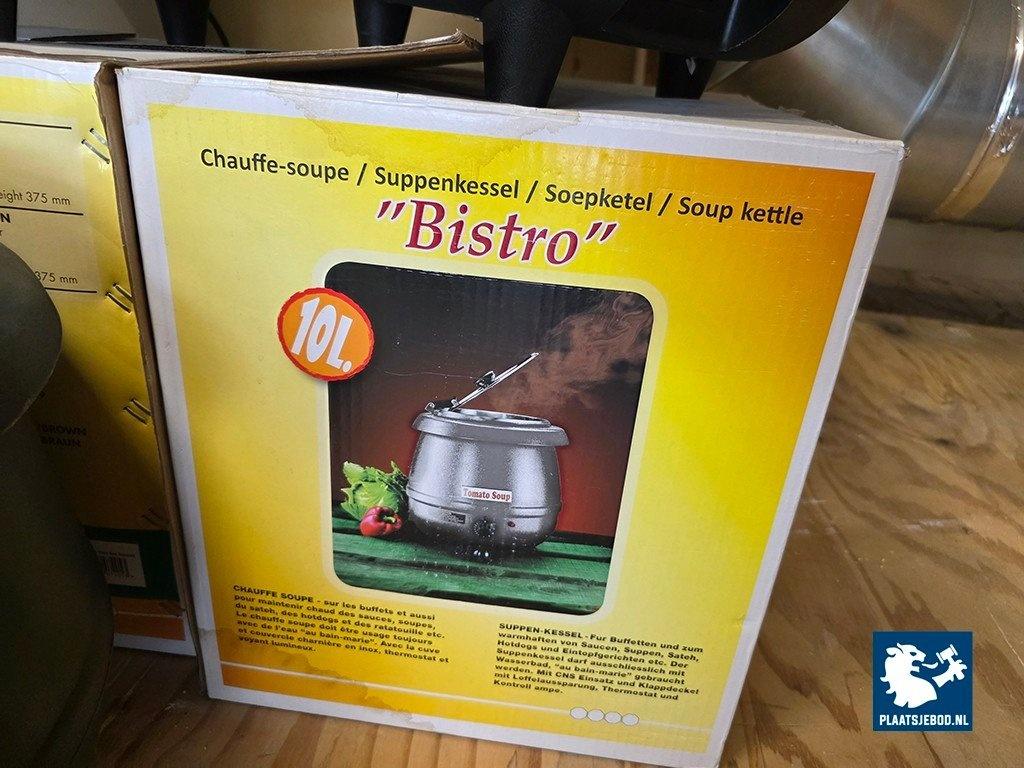 Chauffe-soupe / Suppenkessel / Soepketel / Soup kettle
"Bistro"
10L.
Tomato Soup
CHAUFFE SOUPE - sur les buffets et aussi
pour maintenir chaud des sauces, soupes,
du sateh, des hotdogs et des ratatouille etc.
Le chauffe soupe doit être usage toujours
avec de l'eau "au bain-marie". Avec la cuve
et couvercle charnière en inox, thermostat et
voyant-lumineux.
SUPPEN-KESSEL - Fur Buffetten und zum
warmhaften von Saucen, Suppen, Sateh,
Hotdogs und Eintopfgerichten etc. Der
Suppenkessel darf ausschliesslich mit
Wasserbad, "au bain-marie" gebraucht
werden. Mit CNS Einsatz und Klappdeckel
mit Loffelaussparung, Thermostat und
Kontroll ampe.
eight 375 mm
N
375 mm
BROWN
BRAUN
PLAATSJEBOD.NL